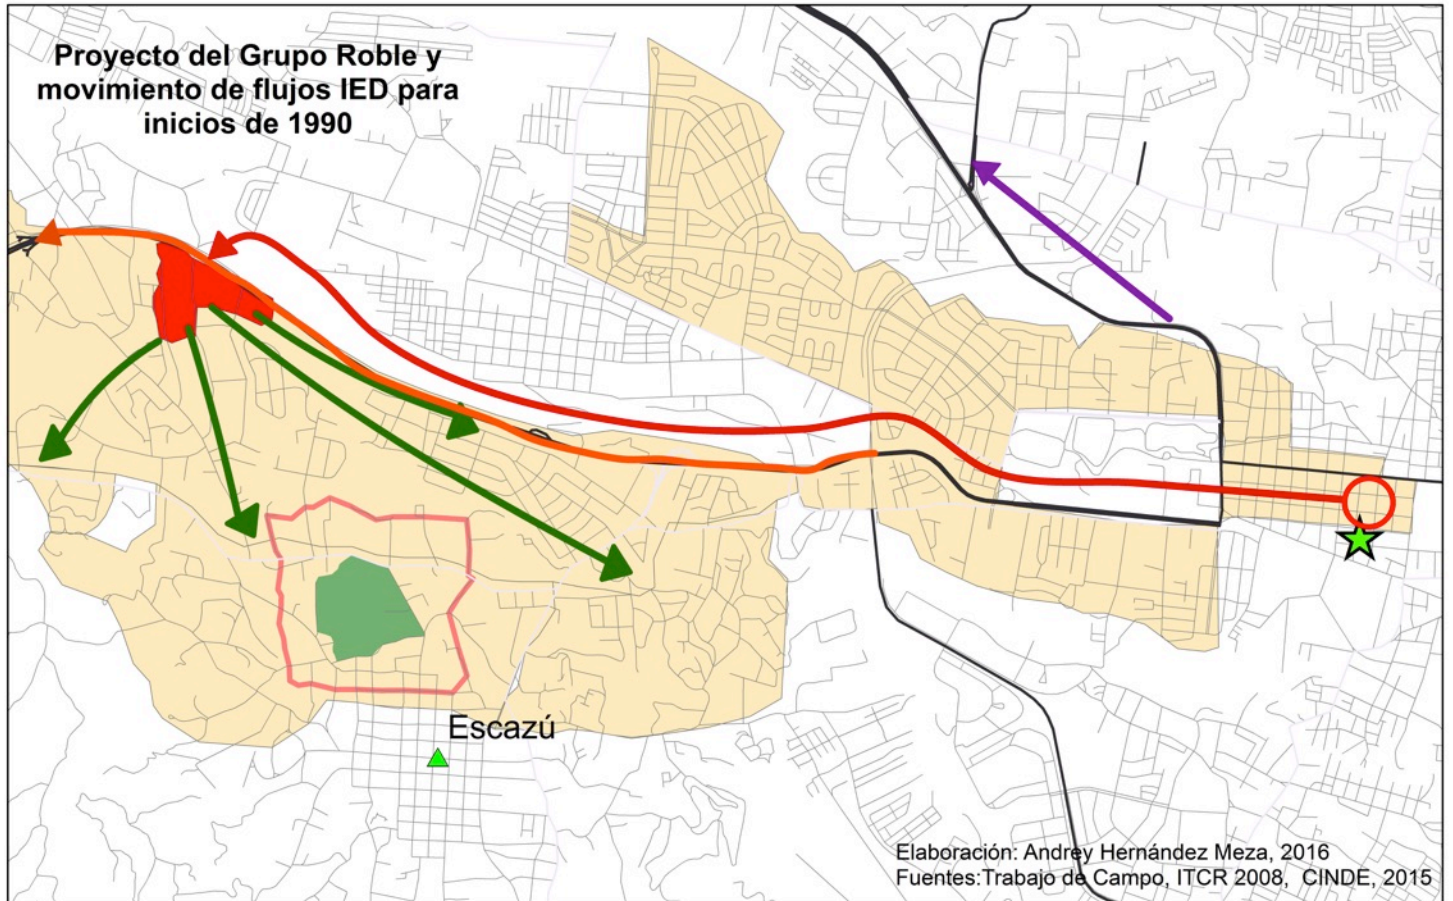 Proyecto del Grupo Roble y
movimiento de flujos IED para
inicios de 1990
Escazú
Elaboración: Andrey Hernández Meza, 2016
Fuentes:Trabajo de Campo, ITCR 2008, CINDE, 2015